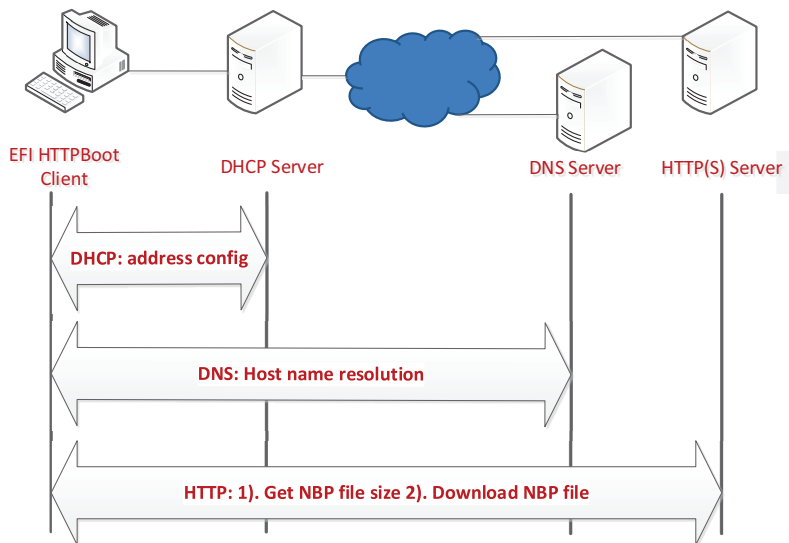 EFI HTTPBoot
Client
DHCP Server
DNS Server
HTTP(S) Server
DHCP: address config
DNS: Host name resolution
HTTP: 1). Get NBP file size 2). Download NBP file